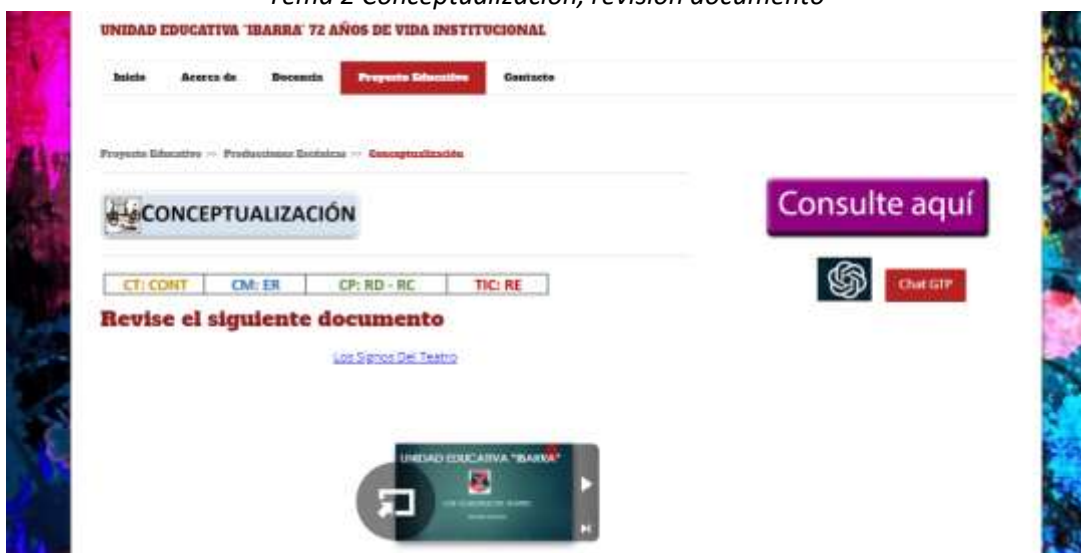 Tema 2 Conceptualización, revisión documento
UNIDAD EDUCATIVA "IBARRA" 72 AÑOS DE VIDA INSTITUCIONAL
Inicio Acerca de Docencia Proyecto Educativo Contacto
Proyecto Educativo >> Producciones Escénicas >> Conceptualización
CONCEPTUALIZACIÓN
Consulte aquí
CT: CONT CM: ER CP: RD - RC TIC: RE
Chat GTP
Revise el siguiente documento
Los Signos Del Teatro
UNIDAD EDUCATIVA "IBARRA"